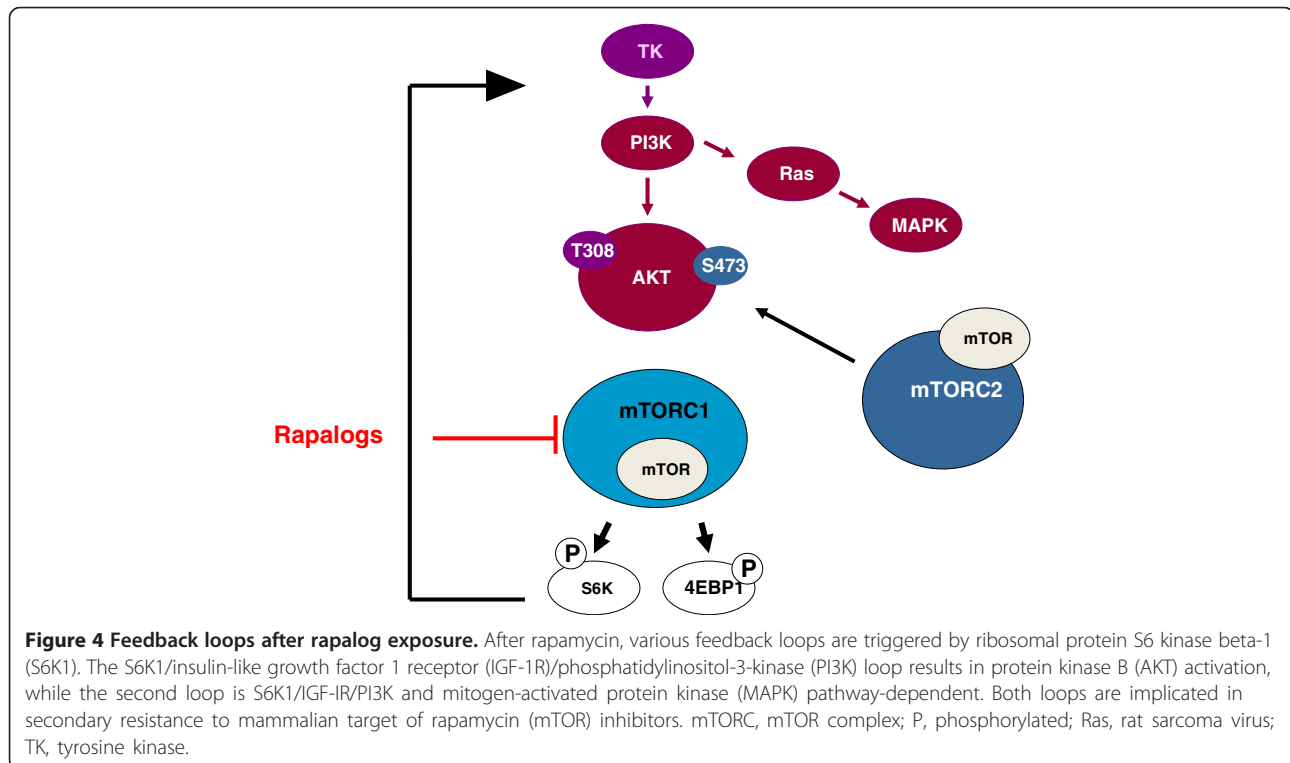 TK
PI3K
Ras
MAPK
T308
S473
AKT
mTOR
mTORC2
mTORC1
Rapalogs
mTOR
P
P
S6K
4EBP1
Figure 4 Feedback loops after rapalog exposure. After rapamycin, various feedback loops are triggered by ribosomal protein S6 kinase beta-1
(S6K1). The S6K1/insulin-like growth factor 1 receptor (IGF-1R)/phosphatidylinositol-3-kinase (PI3K) loop results in protein kinase B (AKT) activation,
while the second loop is S6K1/IGF-IR/PI3K and mitogen-activated protein kinase (MAPK) pathway-dependent. Both loops are implicated in
secondary resistance to mammalian target of rapamycin (mTOR) inhibitors. mTORC, mTOR complex; P, phosphorylated; Ras, rat sarcoma virus;
TK, tyrosine kinase.